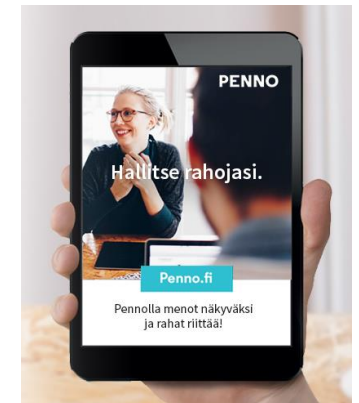 PENNO
Hallitse rahojasi.
Penno.fi
Pennolla menot näkyväksi
ja rahat riittää!